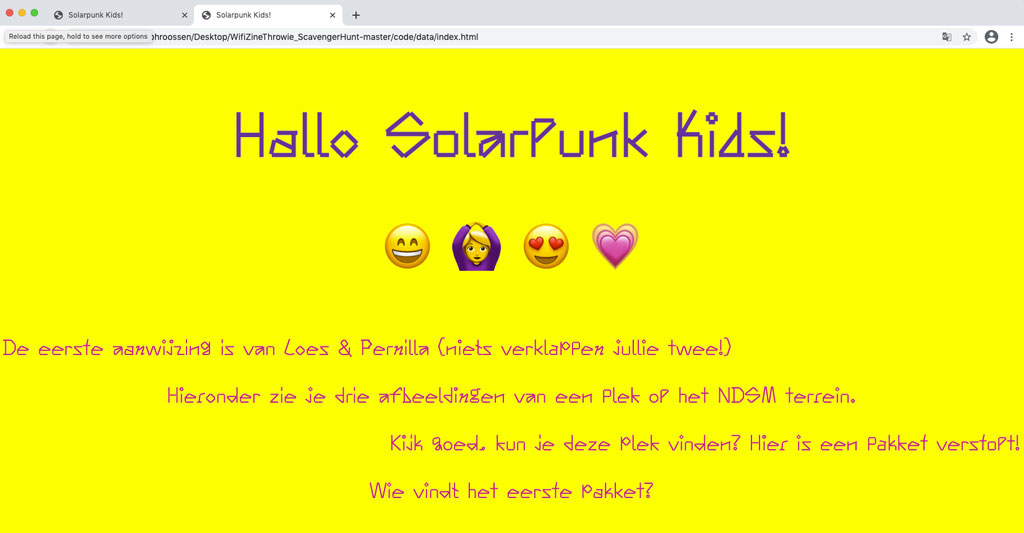 Solarpunk Kids!
Solarpunk Kids!
Reload this page, hold to see more options
ohroossen/Desktop/WifiZineThrowie_ScavengerHunt-master/code/data/index.html
Hallo Solarpunk Kids!
De eerste aanwijzing is van Loes & Pernilla (niets verklappen jullie twee!)
Hieronder zie je drie afbeeldingen van een plek op het NDSM terrein.
Kijk goed, kun je deze plek vinden? Hier is een pakket verstopt!
Wie vindt het eerste pakket?